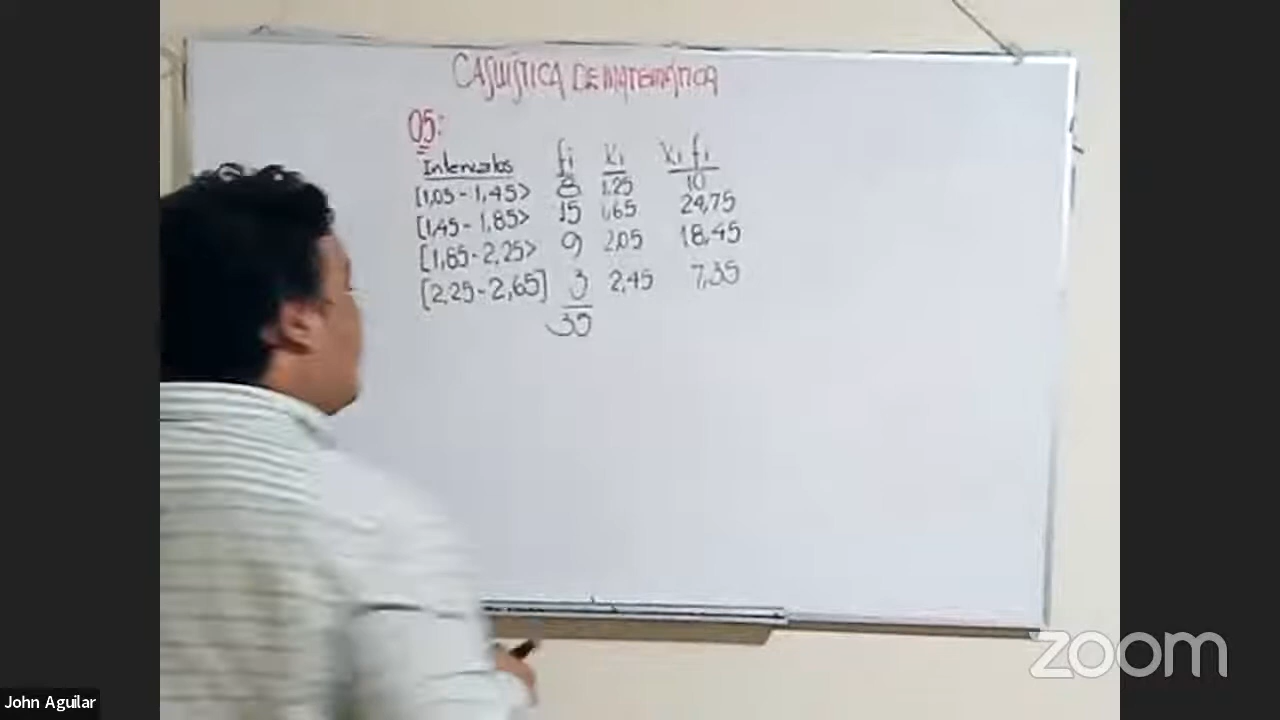 CASUÍSTICA DE MATEMÁTICA
05:
Intervalos fi xi xi fi
[1,05 - 1,45> 8 1,25 10
[1,45 - 1,85> 15 1,65 24,75
[1,85 - 2,25> 9 2,05 18,45
[2,25 - 2,65] 3 2,45 7,35
35
zoom
John Aguilar